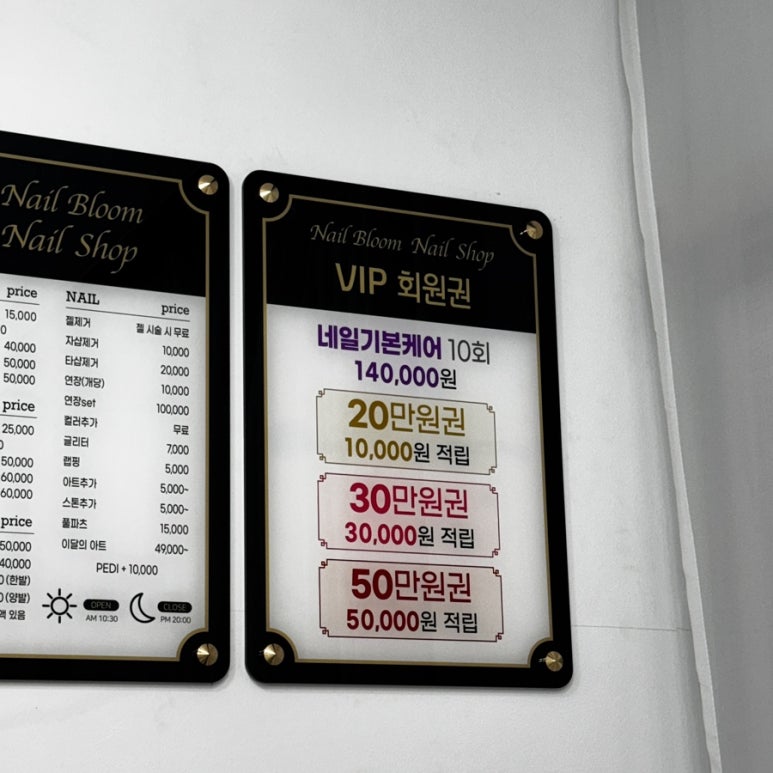 Nail Bloom
Nail Shop
price
15,000
40,000
50,000
50,000
price
25,000
50,000
60,000
60,000
price
50,000
40,000
(한발)
(양발)
있음
NAIL price
젤제거 젤 시술 시 무료
자샵제거 10,000
타샵제거 20,000
연장(개당) 10,000
연장set 100,000
컬러추가 무료
글리터 7,000
랩핑 5,000
아트추가 5,000~
스톤추가 5,000~
풀파츠 15,000
이달의 아트 49,000~
PEDI + 10,000
OPEN
AM 10:30
CLOSE
PM 20:00
Nail Bloom Nail Shop
VIP 회원권
네일기본케어 10회
140,000원
20만원권
10,000원 적립
30만원권
30,000원 적립
50만원권
50,000원 적립